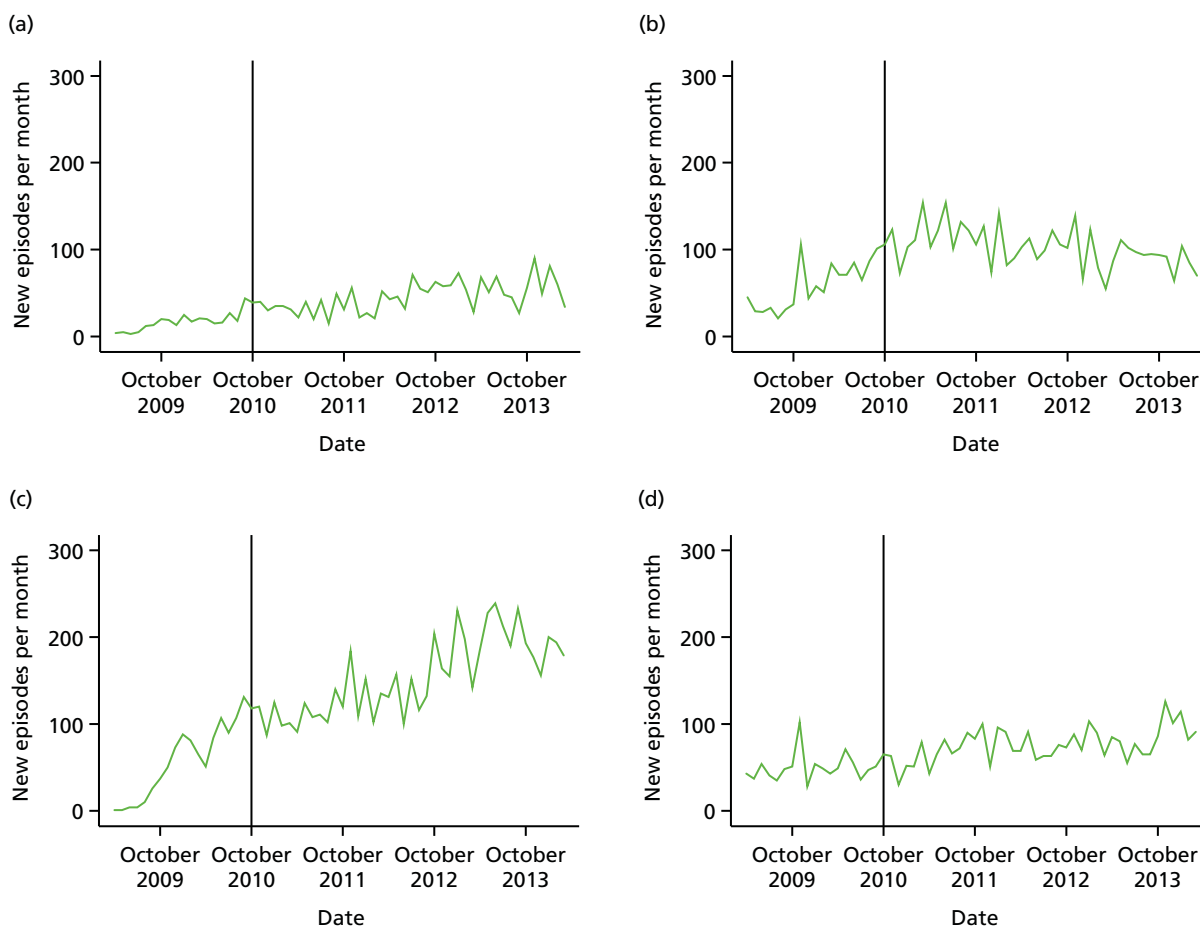 (a)
New episodes per month
300
200
100
0
October 2009
October 2010
October 2011
October 2012
October 2013
Date
(b)
New episodes per month
300
200
100
0
October 2009
October 2010
October 2011
October 2012
October 2013
Date
(c)
New episodes per month
300
200
100
0
October 2009
October 2010
October 2011
October 2012
October 2013
Date
(d)
New episodes per month
300
200
100
0
October 2009
October 2010
October 2011
October 2012
October 2013
Date